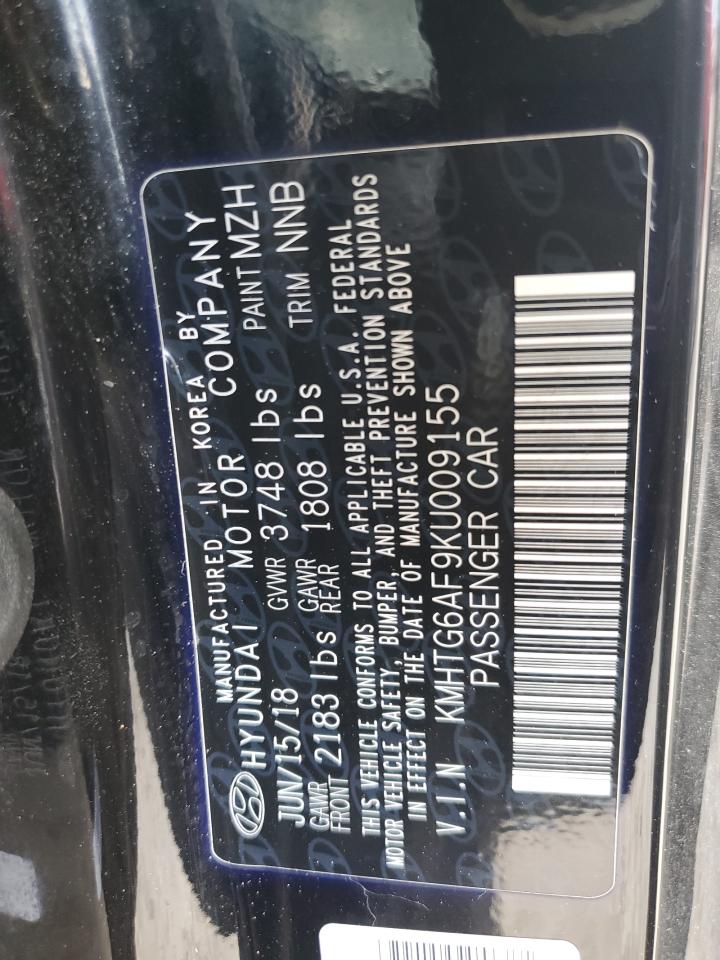 MANUFACTURED IN KOREA BY
HYUNDAI MOTOR COMPANY
JUN/15/18 GVWR 3748 lbs PAINT MZH
GAWR FRONT 2183 lbs GAWR REAR 1808 lbs TRIM NNB
THIS VEHICLE CONFORMS TO ALL APPLICABLE U.S.A. FEDERAL
MOTOR VEHICLE SAFETY, BUMPER, AND THEFT PREVENTION STANDARDS
IN EFFECT ON THE DATE OF MANUFACTURE SHOWN ABOVE
V.I.N KMHTG6AF9KU009155
PASSENGER CAR